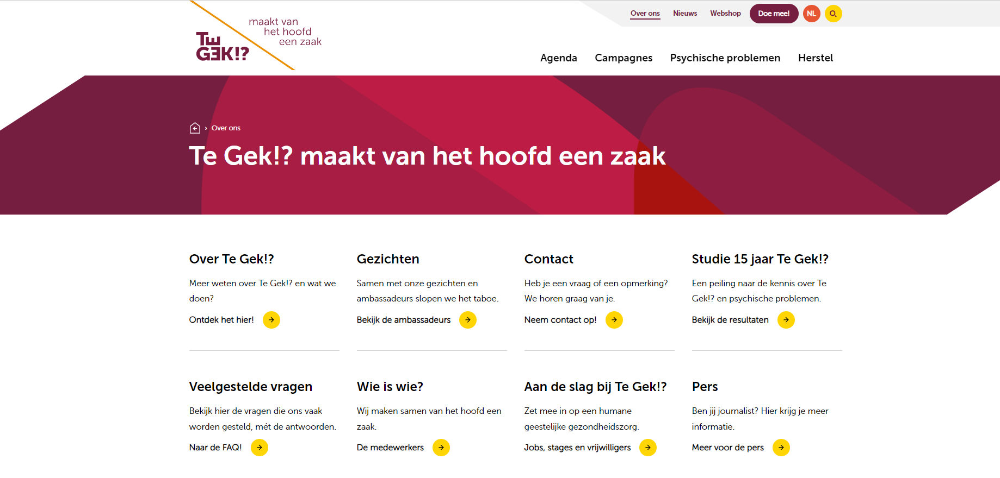 Over ons
Nieuws
Webshop
Doe mee!
NL
TE GEK!?
maakt van
het hoofd
een zaak
Agenda
Campagnes
Psychische problemen
Herstel
› Over ons
Te Gek!? maakt van het hoofd een zaak
Over Te Gek!?
Meer weten over Te Gek!? en wat we
doen?
Ontdek het hier!
Gezichten
Samen met onze gezichten en
ambassadeurs slopen we het taboe.
Bekijk de ambassadeurs
Contact
Heb je een vraag of een opmerking?
We horen graag van je.
Neem contact op!
Studie 15 jaar Te Gek!?
Een peiling naar de kennis over Te
Gek!? en psychische problemen.
Bekijk de resultaten
Veelgestelde vragen
Bekijk hier de vragen die ons vaak
worden gesteld, mét de antwoorden.
Naar de FAQ!
Wie is wie?
Wij maken samen van het hoofd een
zaak.
De medewerkers
Aan de slag bij Te Gek!?
Zet mee in op een humane
geestelijke gezondheidszorg.
Jobs, stages en vrijwilligers
Pers
Ben jij journalist? Hier krijg je meer
informatie.
Meer voor de pers